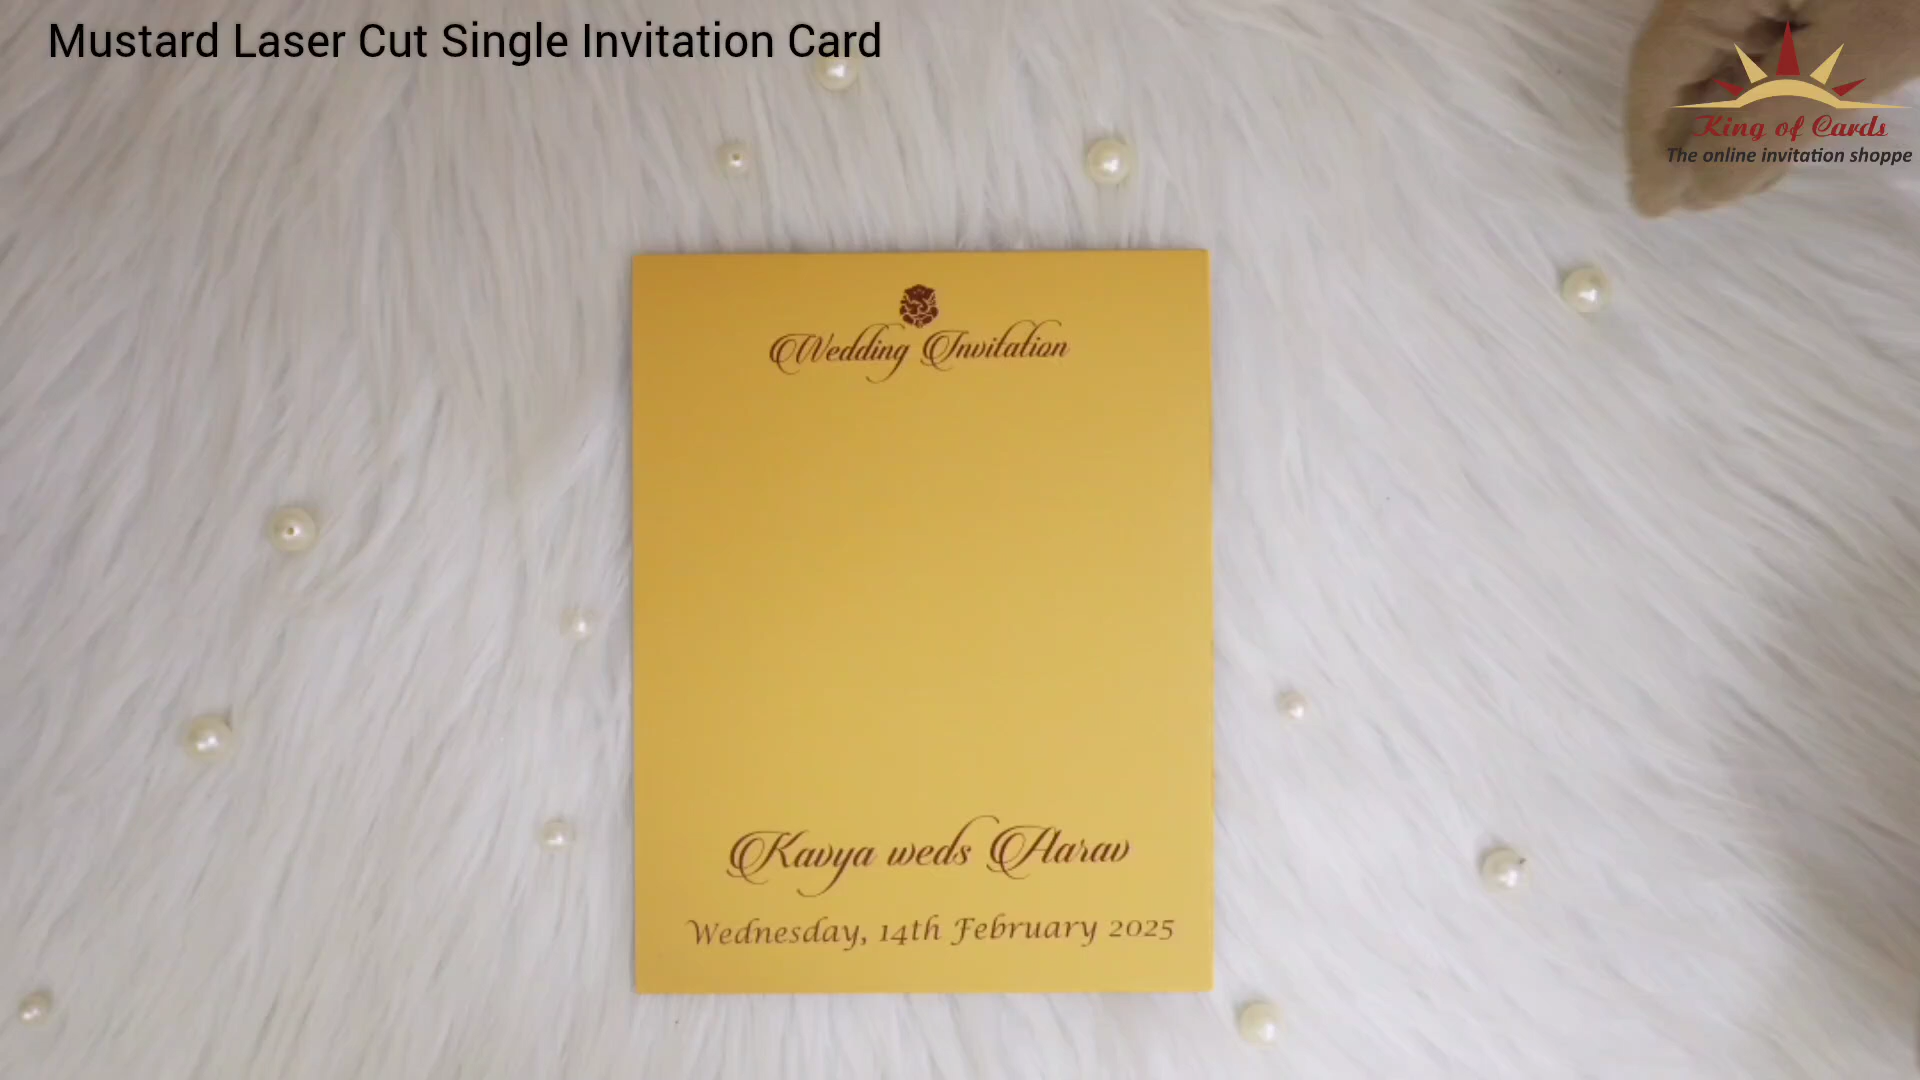 Mustard Laser Cut Single Invitation Card
King of Cards
The online invitation shoppe
Wedding Invitation
Kavya weds Aarav
Wednesday, 14th February 2025